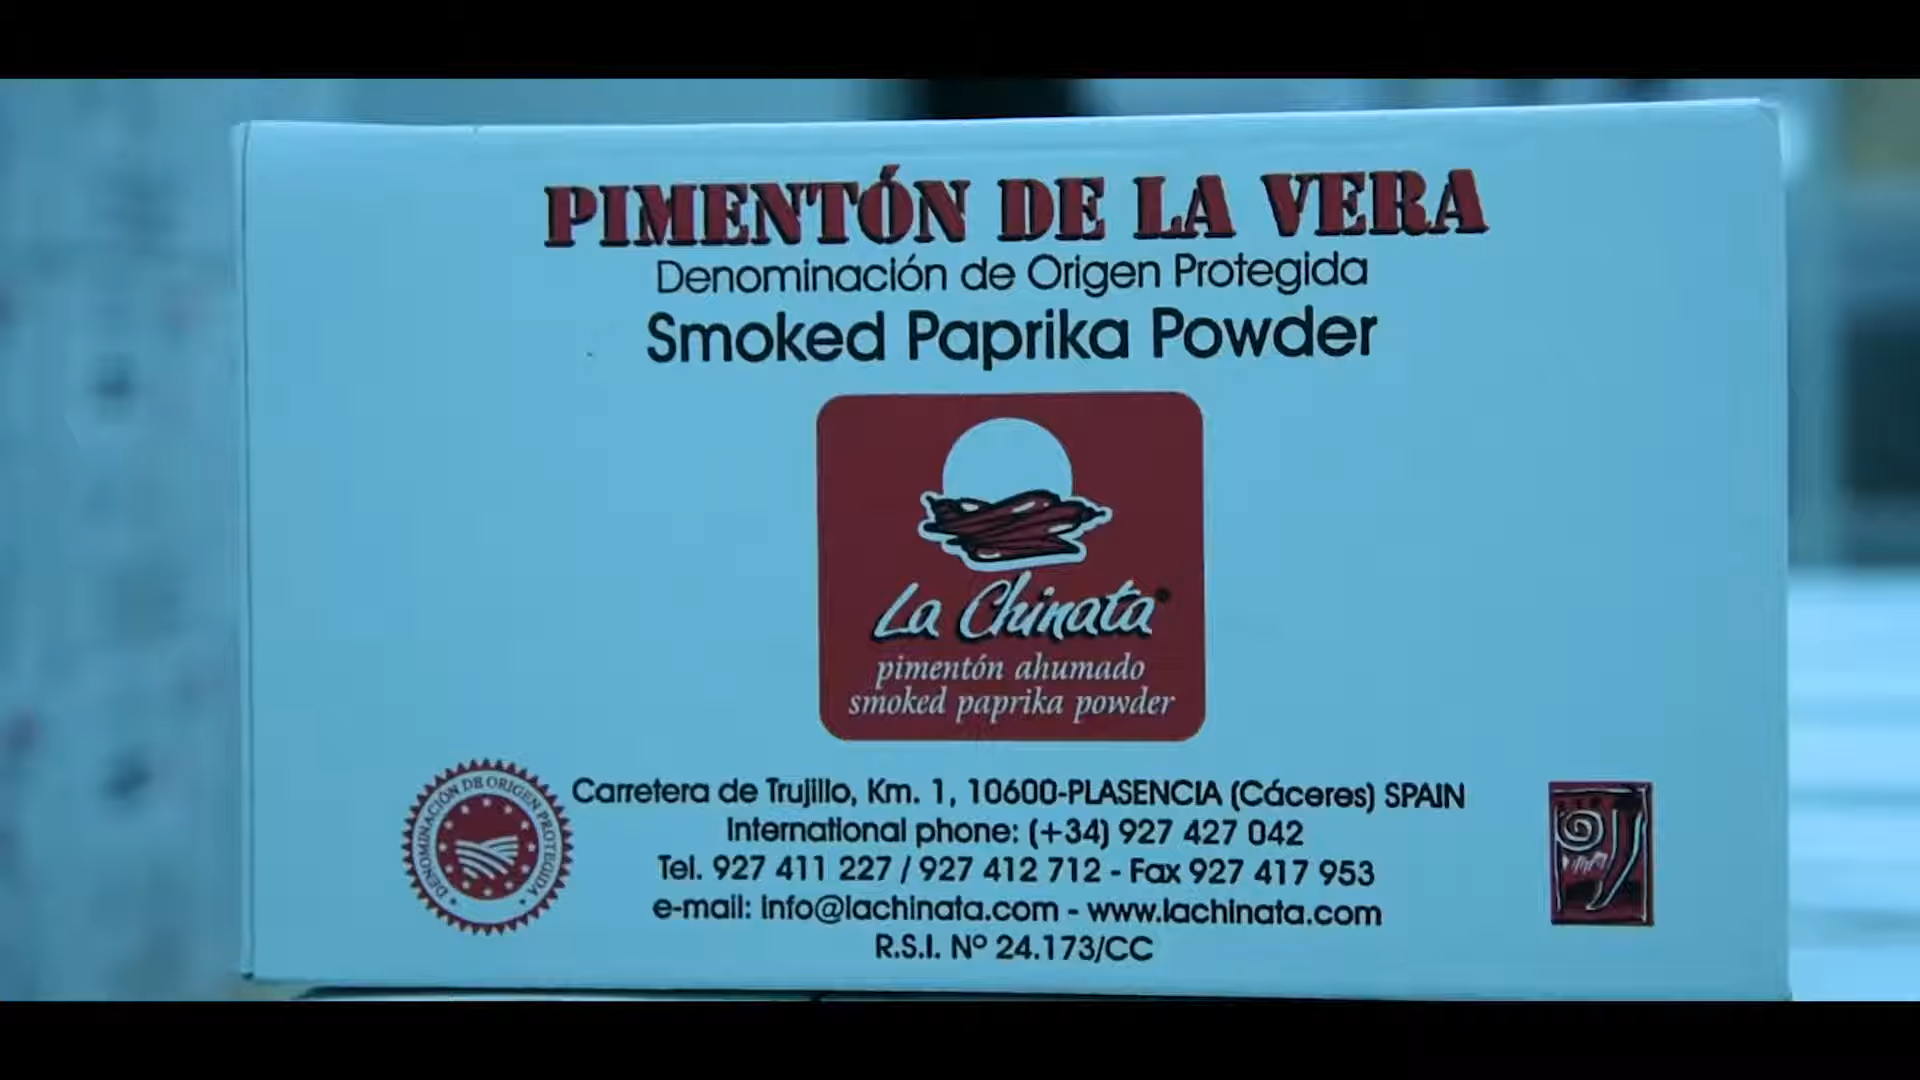 PIMENTÓN DE LA VERA
Denominación de Origen Protegida
Smoked Paprika Powder
La Chinata®
pimentón ahumado
smoked paprika powder
DENOMINACIÓN DE ORIGEN PROTEGIDA
Carretera de Trujillo, Km. 1, 10600-PLASENCIA (Cáceres) SPAIN
International phone: (+34) 927 427 042
Tel. 927 411 227 / 927 412 712 - Fax 927 417 953
e-mail: info@lachinata.com - www.lachinata.com
R.S.I. Nº 24.173/CC